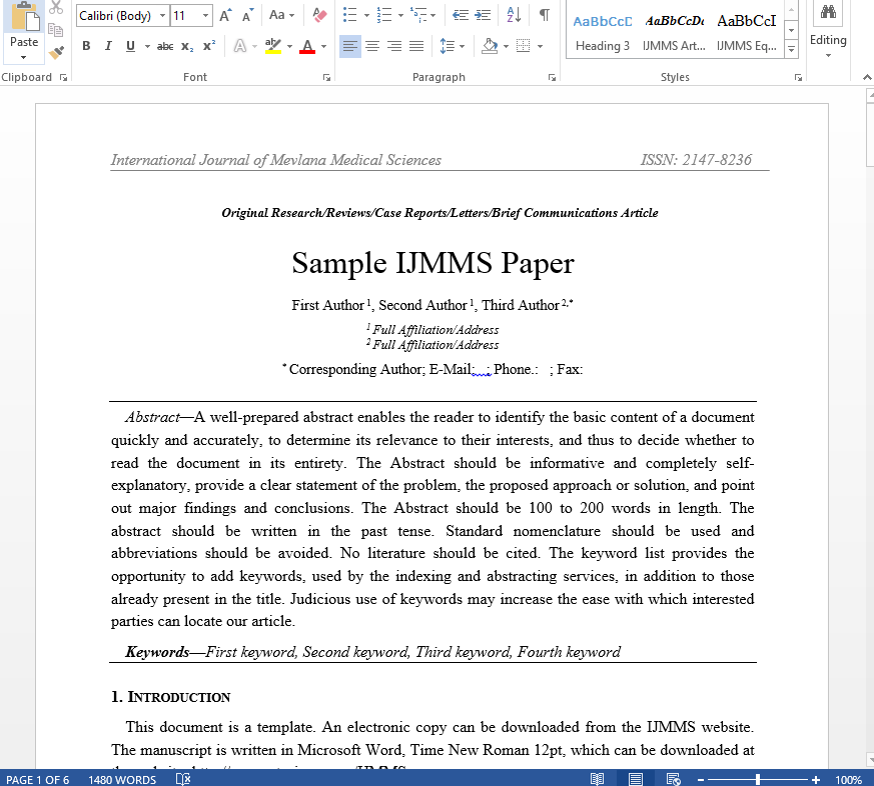 Calibri (Body) 11 A A Aa
Paste B I U abc x₂ x² A ab A
AaBbCcD AaBbCcDc AaBbCcI
Heading 3 IJMMS Art... IJMMS Eq...
Editing
Clipboard Font Paragraph Styles
International Journal of Mevlana Medical Sciences ISSN: 2147-8236
Original Research/Reviews/Case Reports/Letters/Brief Communications Article
Sample IJMMS Paper
First Author¹, Second Author¹, Third Author²,*
¹ Full Affiliation/Address
² Full Affiliation/Address
* Corresponding Author; E-Mail: ; Phone.: ; Fax:
Abstract—A well-prepared abstract enables the reader to identify the basic content of a document
quickly and accurately, to determine its relevance to their interests, and thus to decide whether to
read the document in its entirety. The Abstract should be informative and completely self-
explanatory, provide a clear statement of the problem, the proposed approach or solution, and point
out major findings and conclusions. The Abstract should be 100 to 200 words in length. The
abstract should be written in the past tense. Standard nomenclature should be used and
abbreviations should be avoided. No literature should be cited. The keyword list provides the
opportunity to add keywords, used by the indexing and abstracting services, in addition to those
already present in the title. Judicious use of keywords may increase the ease with which interested
parties can locate our article.
Keywords—First keyword, Second keyword, Third keyword, Fourth keyword
1. INTRODUCTION
This document is a template. An electronic copy can be downloaded from the IJMMS website.
The manuscript is written in Microsoft Word, Time New Roman 12pt, which can be downloaded at
PAGE 1 OF 6 1480 WORDS 100%